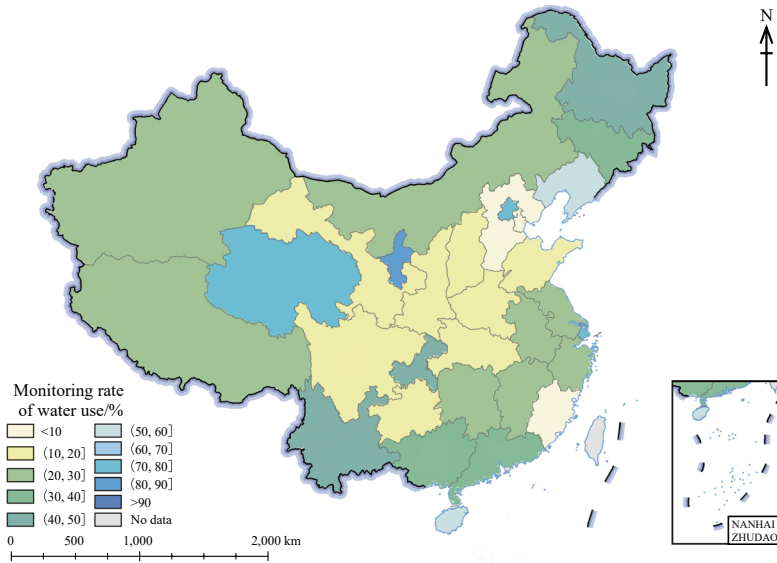 N
Monitoring rate
of water use/%
<10
(10, 20]
(20, 30]
(30, 40]
(40, 50]
(50, 60]
(60, 70]
(70, 80]
(80, 90]
>90
No data
0 500 1,000 2,000 km
NANHAI
ZHUDAO